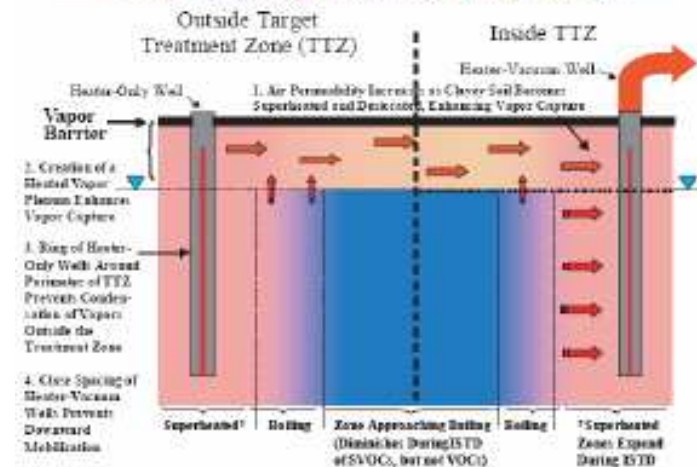 Outside Target
Treatment Zone (TTZ)
Inside TTZ
Heater-Only Well
Heater-Vacuum Well
1. Air Permeability Increases as Clayey Soil Becomes
Superheated and Desiccated, Enhancing Vapor Capture
Vapor
Barrier
2. Creation of a
Heated Vapor
Plenum Enhances
Vapor Capture
3. Ring of Heater-
Only Wells Around
Perimeter of TTZ
Prevents Conden-
sation of Vapors
Outside the
Treatment Zone
4. Close Spacing of
Heater-Vacuum
Wells Prevents
Downward
Mobilization
Superheated*
Boiling
Zone Approaching Boiling
(Diminishes During ISTD
of SVOCs, but not VOCs)
Boiling
*Superheated
Zones Expand
During ISTD